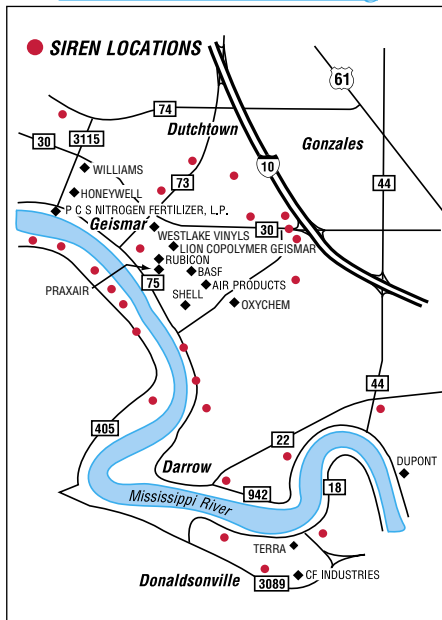 SIREN LOCATIONS
61
74
Dutchtown
30
3115
Gonzales
10
WILLIAMS
73
44
HONEYWELL
P C S NITROGEN FERTILIZER, L.P.
Geismar
30
WESTLAKE VINYLS
LION COPOLYMER GEISMAR
RUBICON
BASF
PRAXAIR
75
AIR PRODUCTS
SHELL
OXYCHEM
44
405
22
Darrow
DUPONT
942
18
Mississippi River
TERRA
Donaldsonville
3089
CF INDUSTRIES